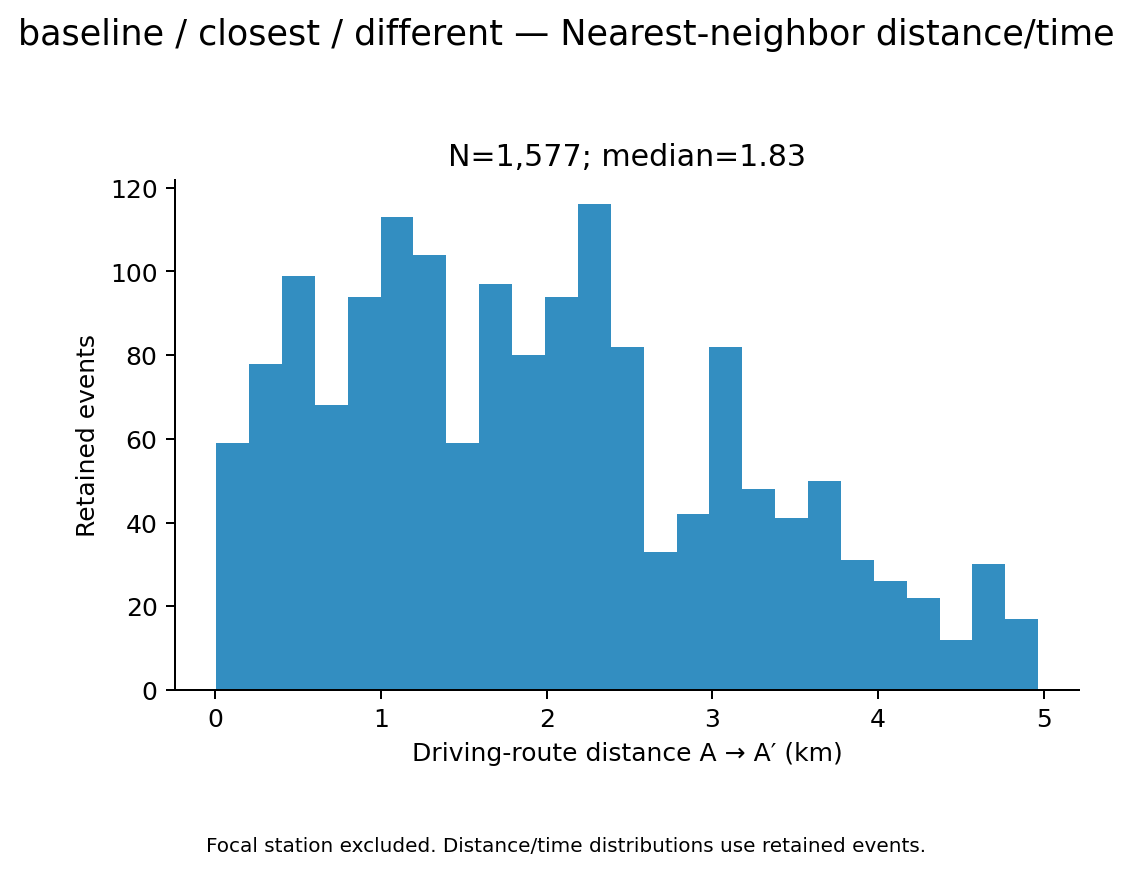 baseline / closest / different — Nearest-neighbor distance/time
N=1,577; median=1.83
120
100
80
60
40
20
0
Retained events
0 1 2 3 4 5
Driving-route distance A → A′ (km)
Focal station excluded. Distance/time distributions use retained events.